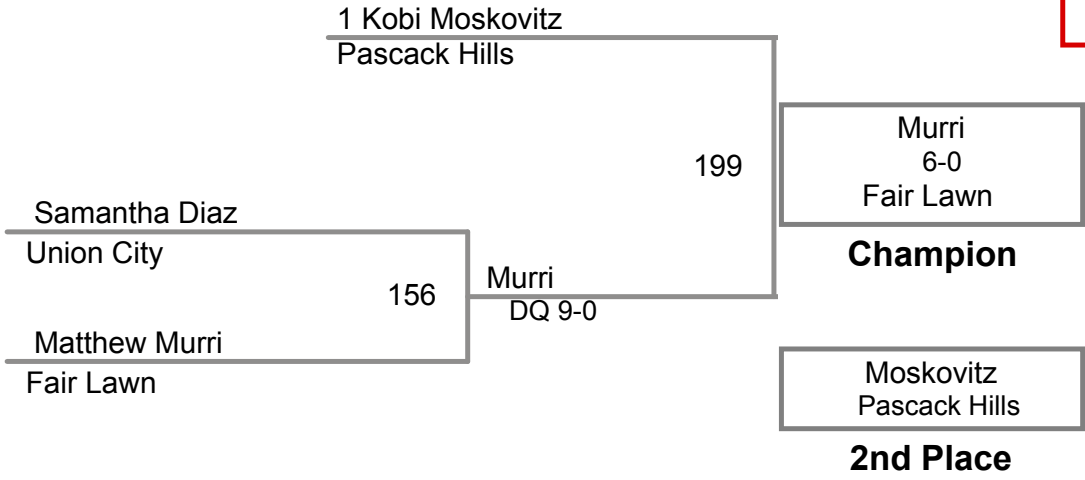 1 Kobi Moskovitz
Pascack Hills
199
Murri
6-0
Fair Lawn
Champion
Samantha Diaz
Union City
156
Murri
DQ 9-0
Matthew Murri
Fair Lawn
Moskovitz
Pascack Hills
2nd Place